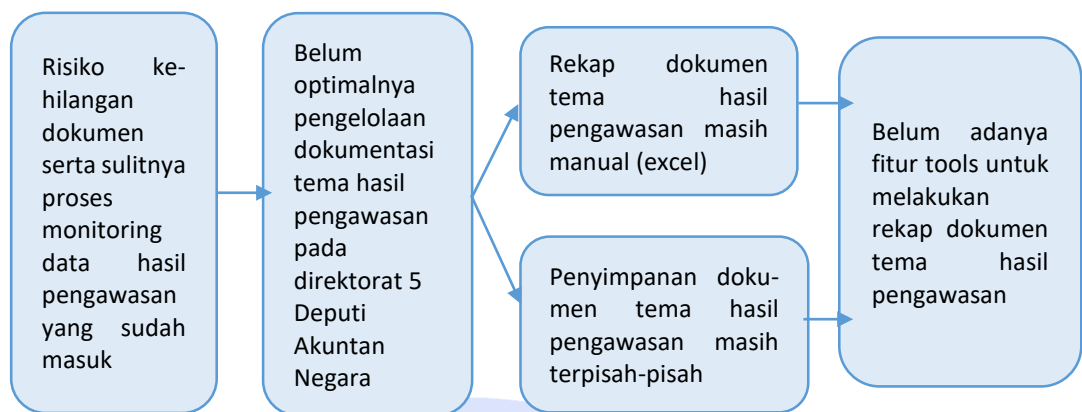 Risiko ke-
hilangan
dokumen
serta sulitnya
proses
monitoring
data hasil
pengawasan
yang sudah
masuk
Belum
optimalnya
pengelolaan
dokumentasi
tema hasil
pengawasan
pada
direktorat 5
Deputi
Akuntan
Negara
Rekap dokumen
tema hasil
pengawasan masih
manual (excel)
Penyimpanan doku-
men tema hasil
pengawasan masih
terpisah-pisah
Belum adanya
fitur tools untuk
melakukan
rekap dokumen
tema hasil
pengawasan